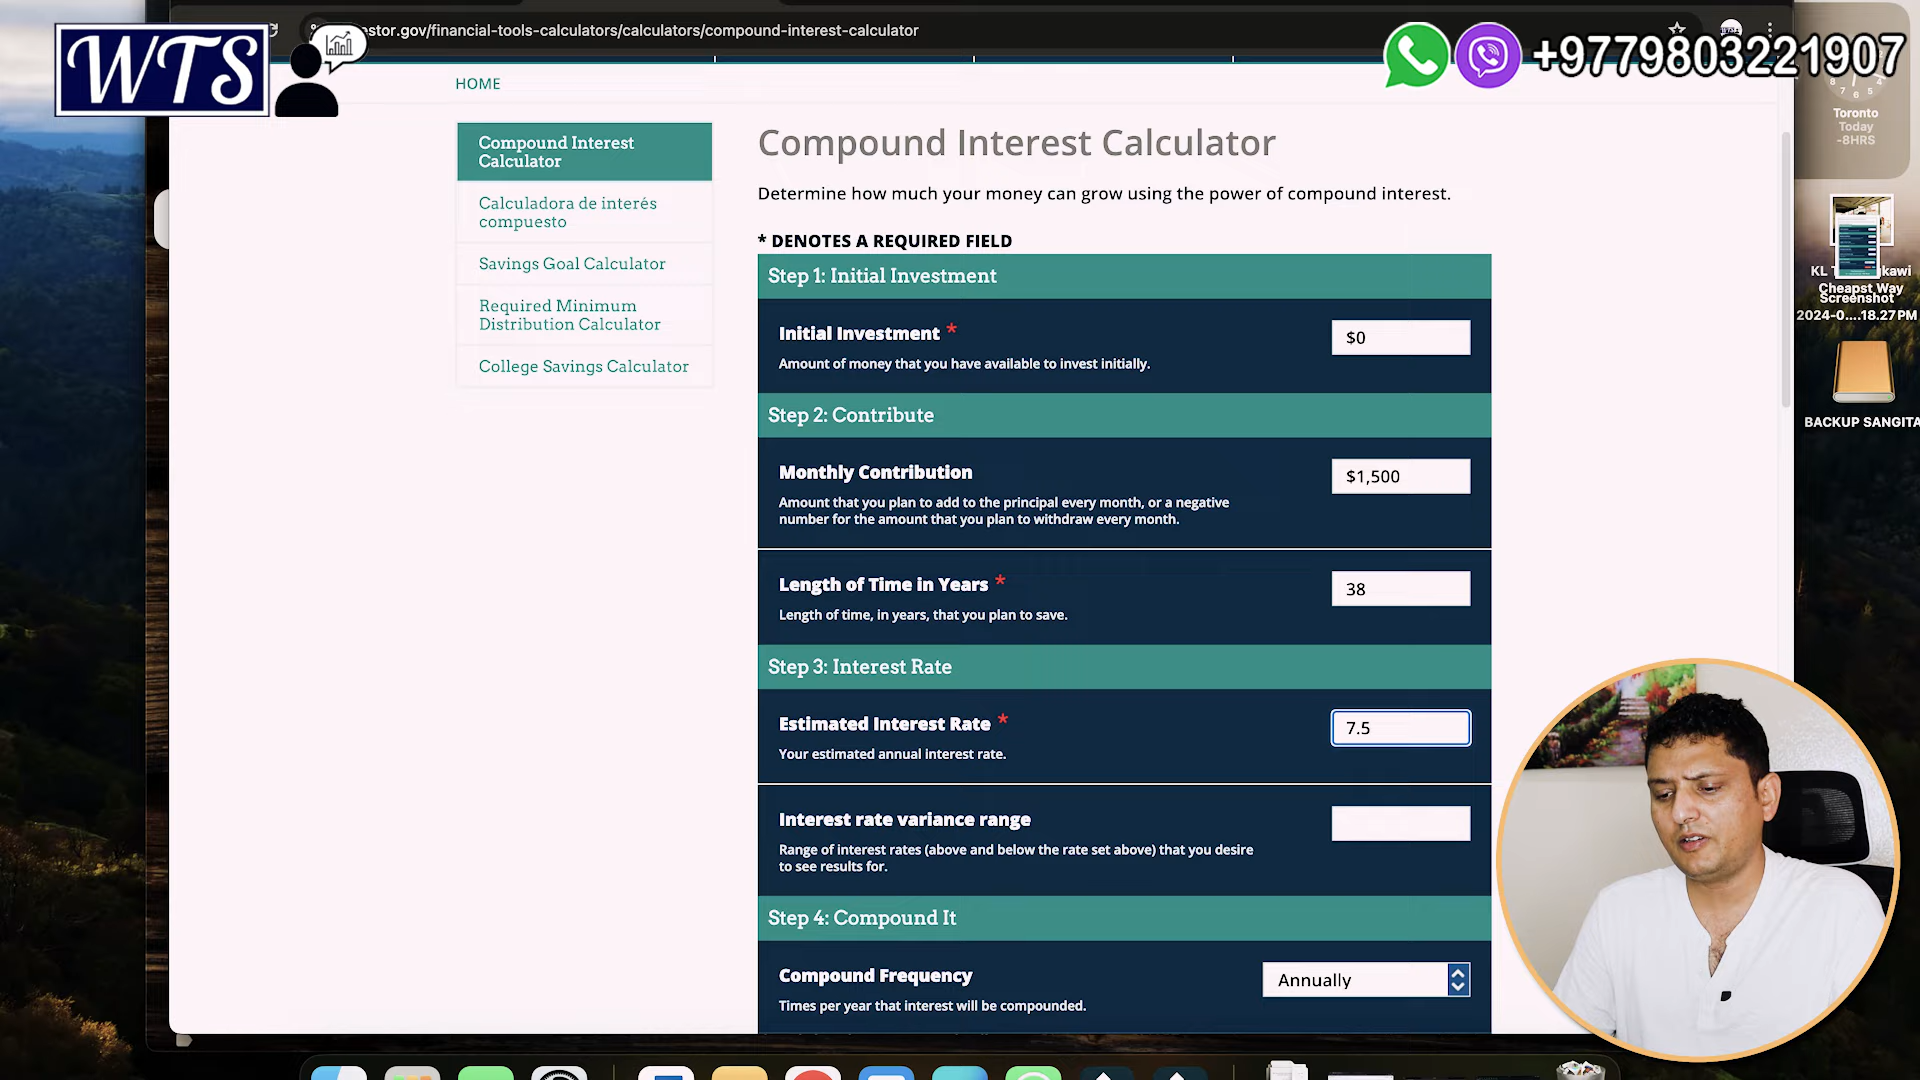 WTS
estor.gov/financial-tools-calculators/calculators/compound-interest-calculator
+9779803221907
HOME
Compound Interest
Calculator
Calculadora de interés
compuesto
Savings Goal Calculator
Required Minimum
Distribution Calculator
College Savings Calculator
Compound Interest Calculator
Determine how much your money can grow using the power of compound interest.
* DENOTES A REQUIRED FIELD
Step 1: Initial Investment
Initial Investment *
$0
Amount of money that you have available to invest initially.
Step 2: Contribute
Monthly Contribution
$1,500
Amount that you plan to add to the principal every month, or a negative
number for the amount that you plan to withdraw every month.
Length of Time in Years *
38
Length of time, in years, that you plan to save.
Step 3: Interest Rate
Estimated Interest Rate *
7.5
Your estimated annual interest rate.
Interest rate variance range
Range of interest rates (above and below the rate set above) that you desire
to see results for.
Step 4: Compound It
Compound Frequency
Annually
Times per year that interest will be compounded.
8 7 6 5 4
Toronto
Today
-8HRS
Cheapst Way
Screenshot
2024-0....18.27 PM
BACKUP SANGITA